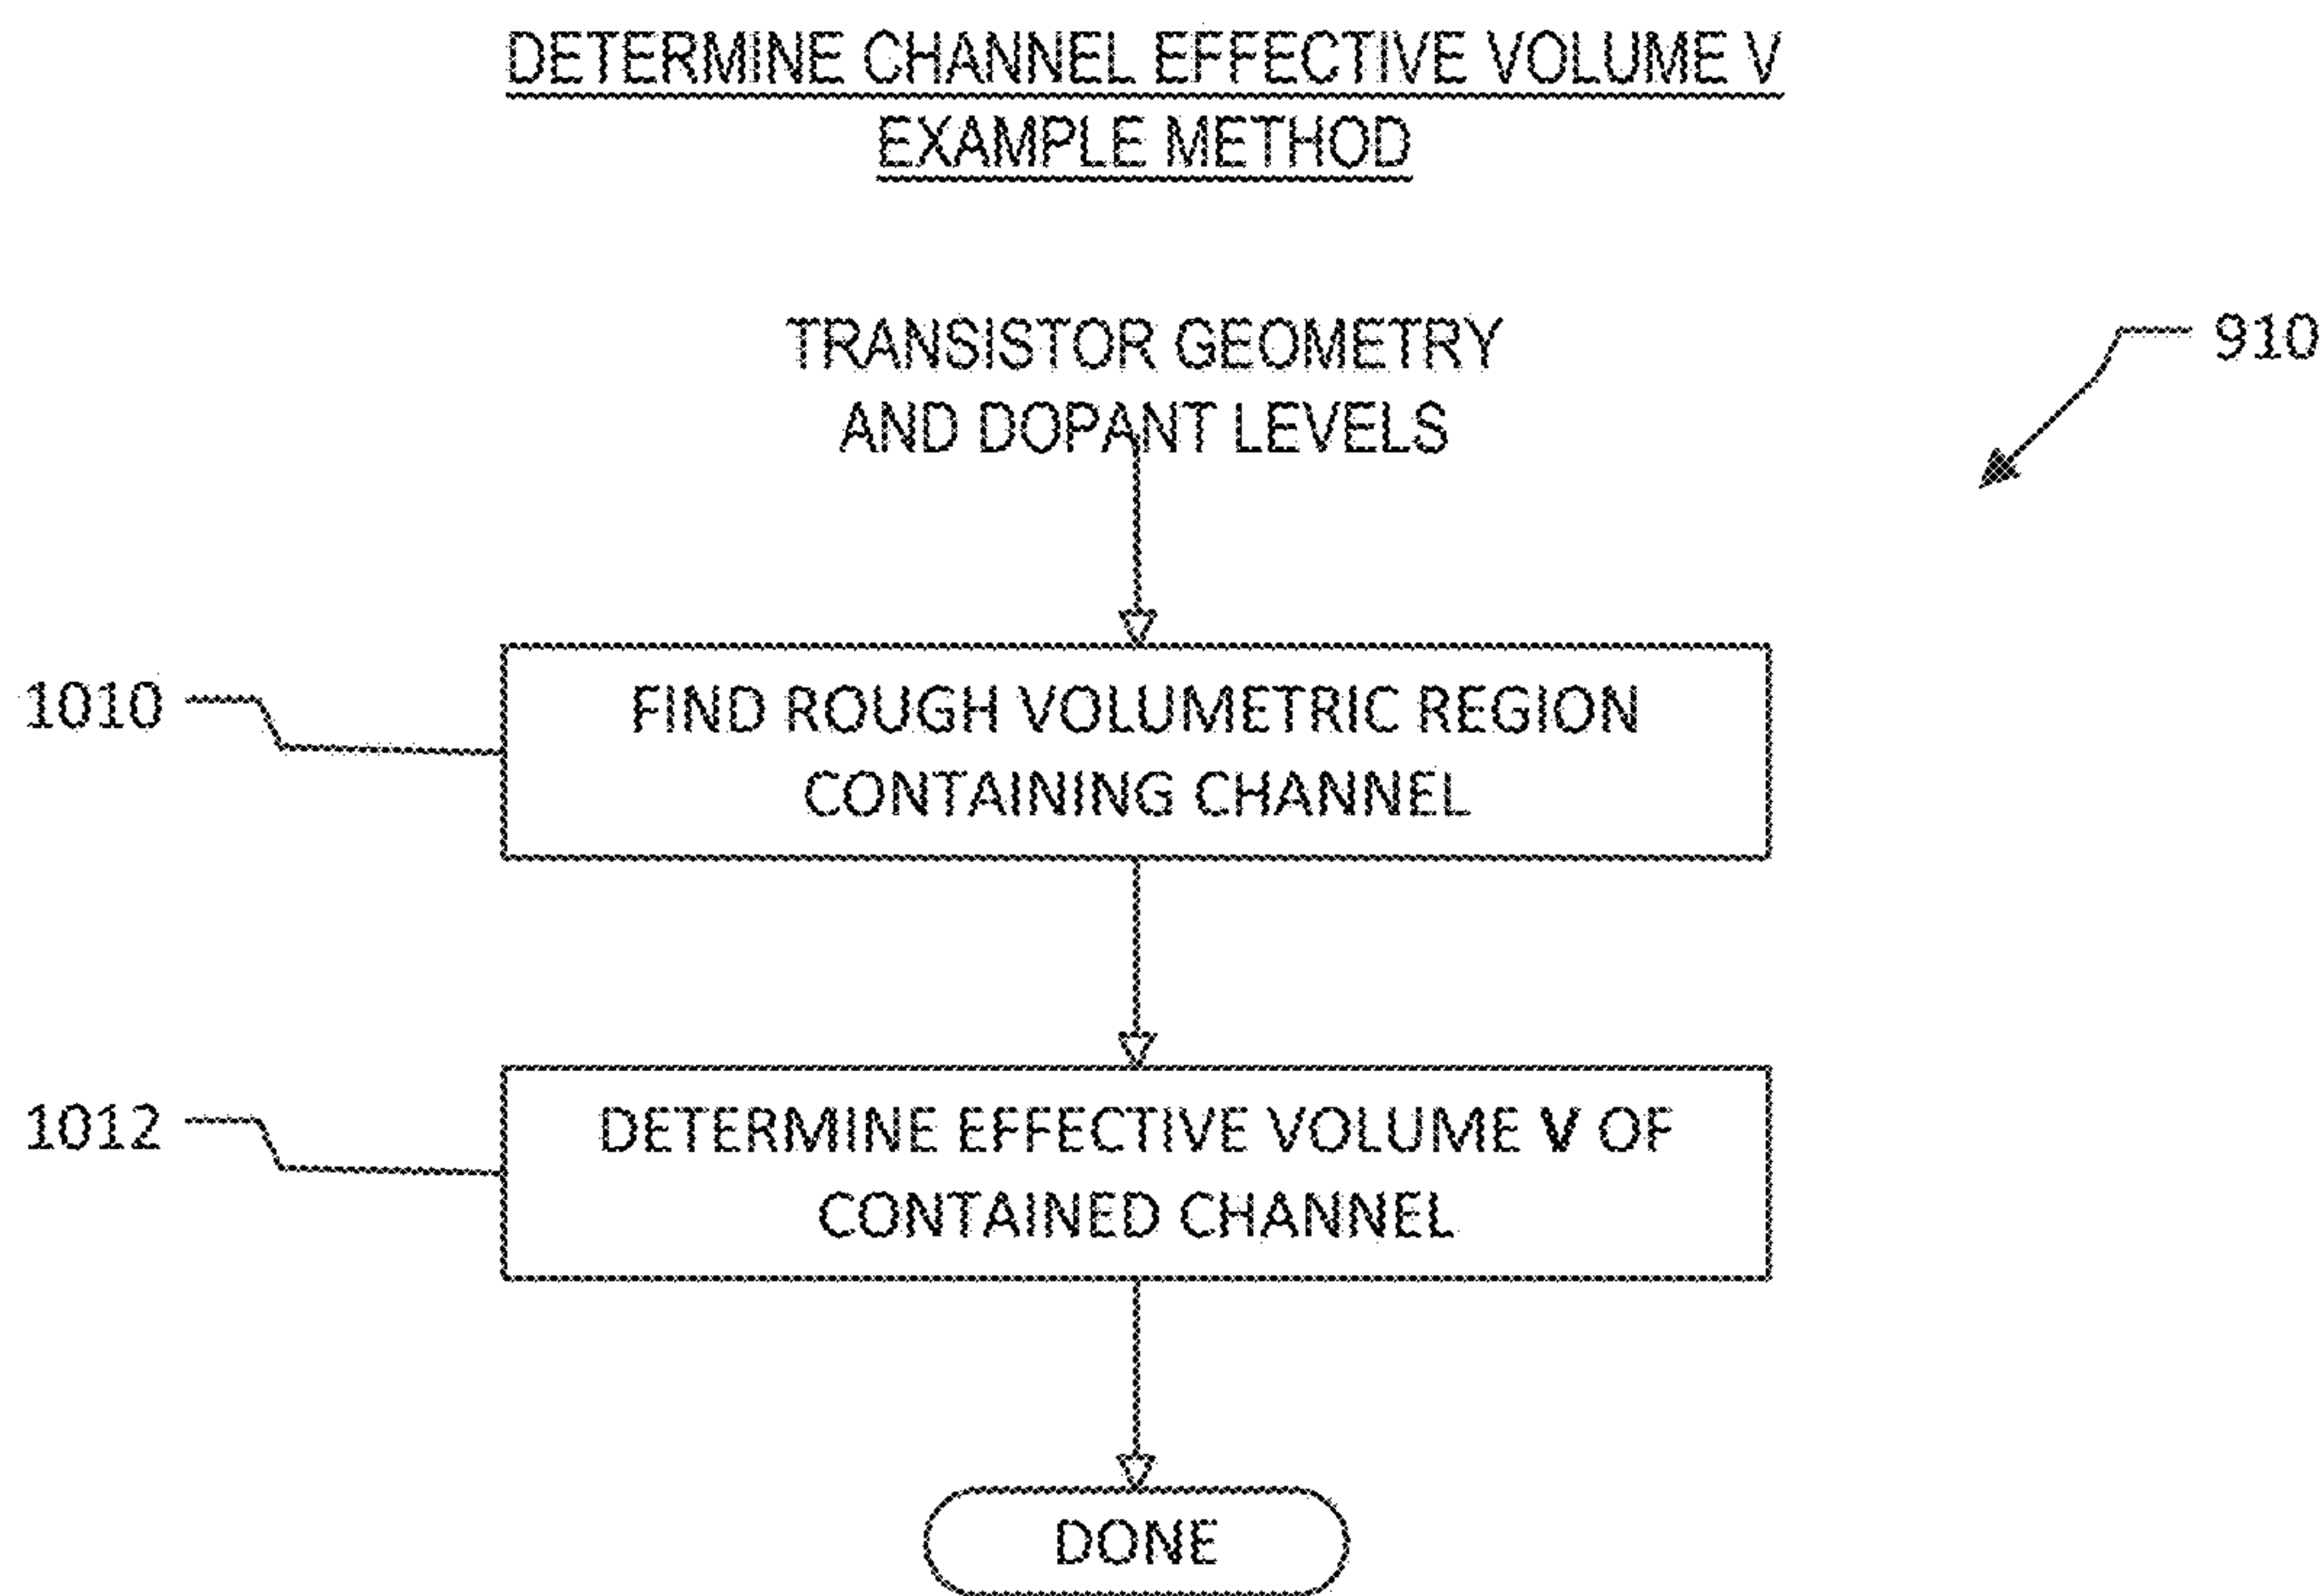 DETERMINE CHANNEL EFFECTIVE VOLUME V
EXAMPLE METHOD
TRANSISTOR GEOMETRY
AND DOPANT LEVELS
910
1010
FIND ROUGH VOLUMETRIC REGION
CONTAINING CHANNEL
1012
DETERMINE EFFECTIVE VOLUME V OF
CONTAINED CHANNEL
DONE